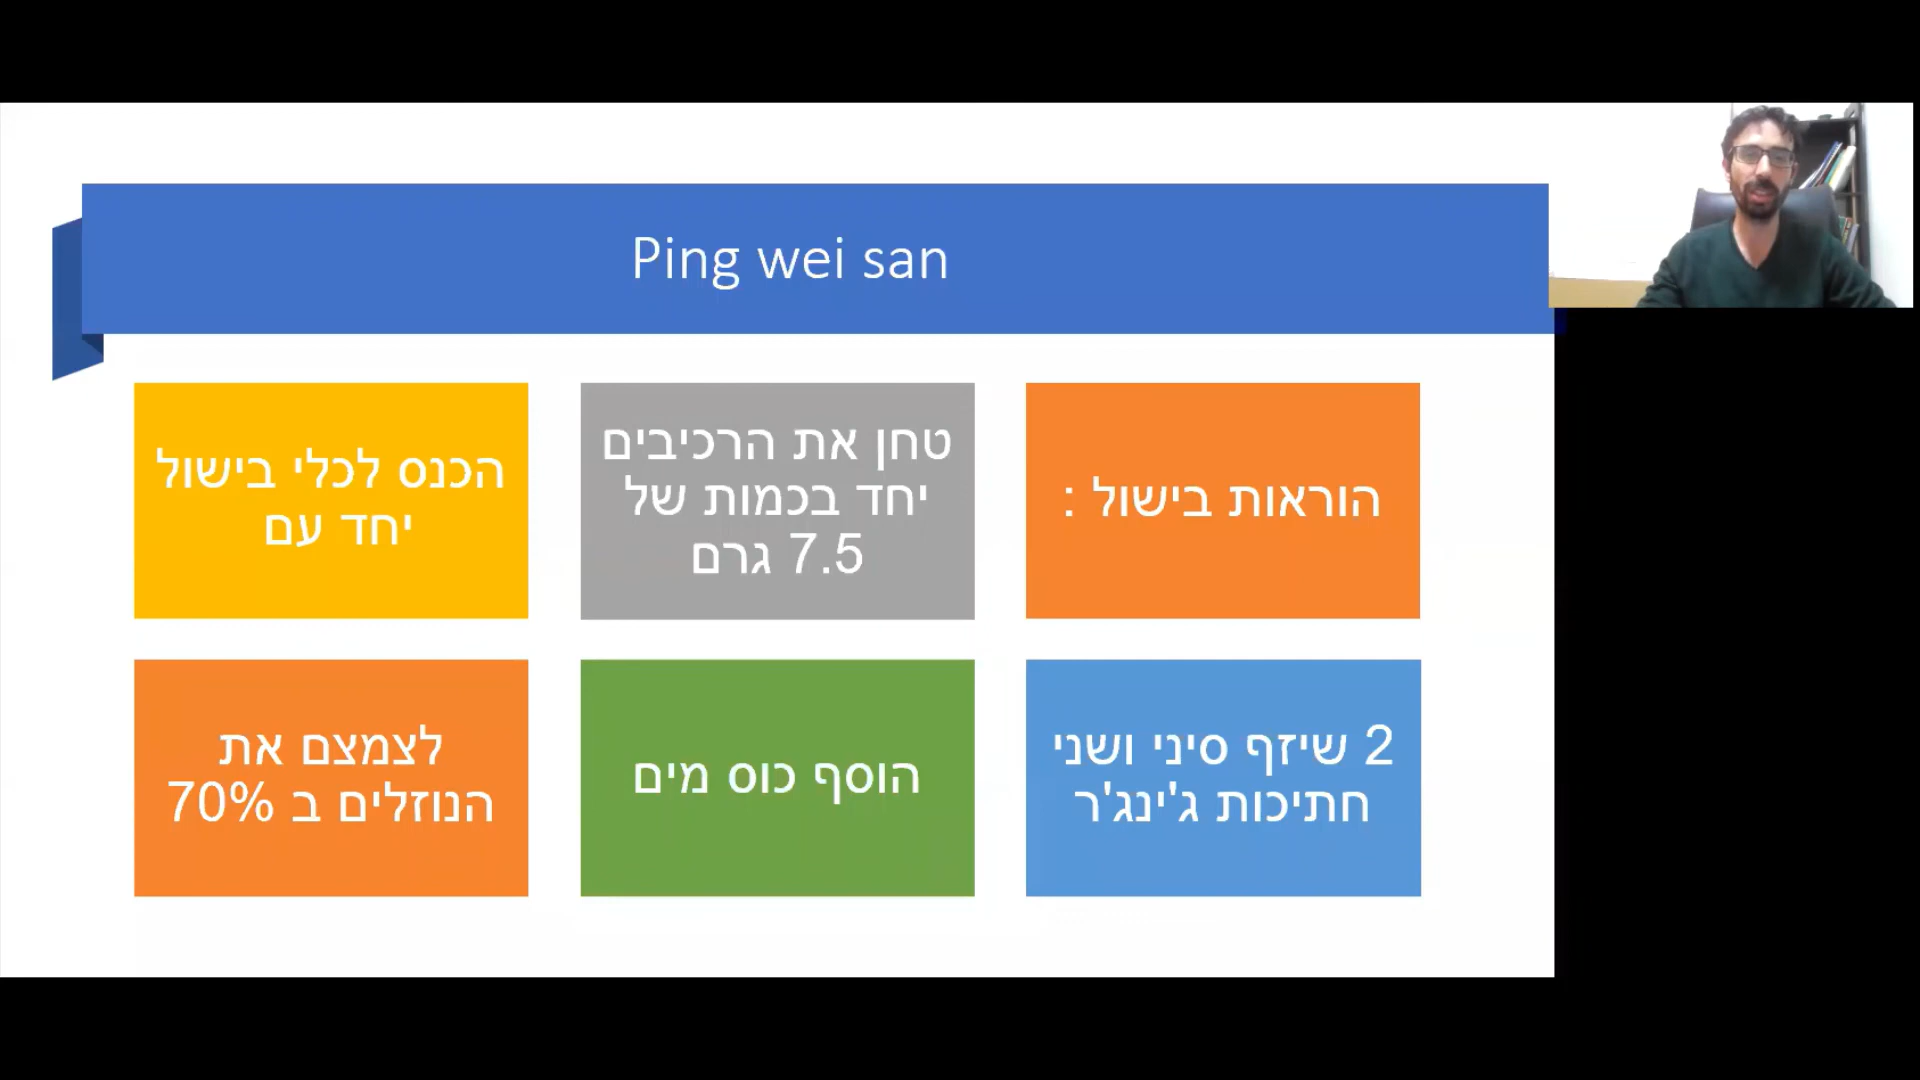 Ping wei san
הוראות בישול :
טחן את הרכיבים
יחד בכמות של
7.5 גרם
הכנס לכלי בישול
יחד עם
2 שיזף סיני ושני
חתיכות ג'ינג'ר
הוסף כוס מים
לצמצם את
הנוזלים ב 70%